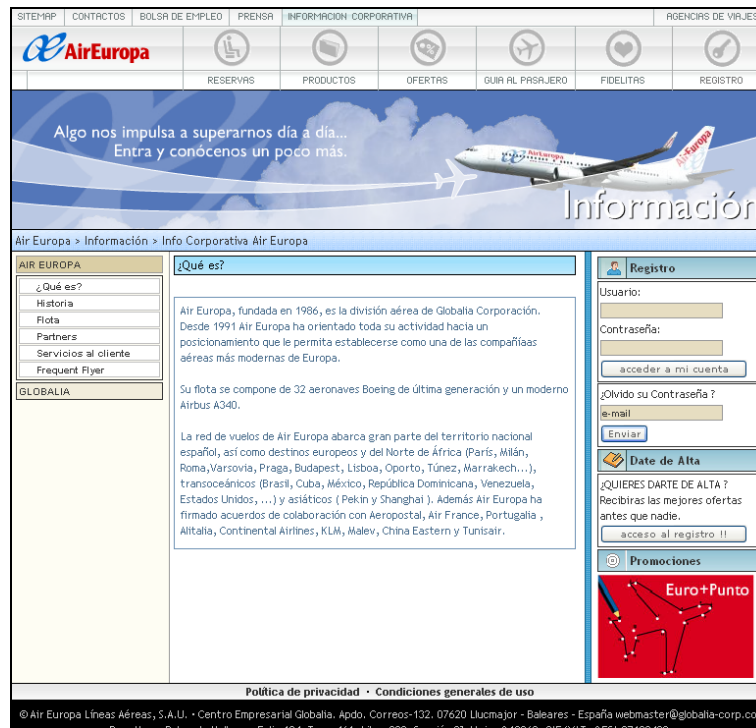 SITEMAP CONTACTOS BOLSA DE EMPLEO PRENSA INFORMACION CORPORATIVA AGENCIAS DE VIAJES
AirEuropa
RESERVAS PRODUCTOS OFERTAS GUIA AL PASAJERO FIDELITAS REGISTRO
Algo nos impulsa a superarnos día a día...
Entra y conócenos un poco más.
AirEuropa
Información
Air Europa > Información > Info Corporativa Air Europa
AIR EUROPA
¿Qué es?
Historia
Flota
Partners
Servicios al cliente
Frequent Flyer
GLOBALIA
¿Qué es?
Air Europa, fundada en 1986, es la división aérea de Globalia Corporación.
Desde 1991 Air Europa ha orientado toda su actividad hacia un
posicionamiento que le permita establecerse como una de las compañíaas
aéreas más modernas de Europa.
Su flota se compone de 32 aeronaves Boeing de última generación y un moderno
Airbus A340.
La red de vuelos de Air Europa abarca gran parte del territorio nacional
español, así como destinos europeos y del Norte de África (París, Milán,
Roma,Varsovia, Praga, Budapest, Lisboa, Oporto, Túnez, Marrakech...),
transoceánicos (Brasil, Cuba, México, República Dominicana, Venezuela,
Estados Unidos, ...) y asiáticos ( Pekin y Shanghai ). Además Air Europa ha
firmado acuerdos de colaboración con Aeropostal, Air France, Portugalia ,
Alitalia, Continental Airlines, KLM, Malev, China Eastern y Tunisair.
Registro
Usuario:
Contraseña:
acceder a mi cuenta
¿Olvido su Contraseña ?
e-mail
Enviar
Date de Alta
¿QUIERES DARTE DE ALTA ?
Recibiras las mejores ofertas
antes que nadie.
acceso al registro !!
Promociones
Euro+Punto
Política de privacidad · Condiciones generales de uso
© Air Europa Líneas Aéreas, S.A.U. • Centro Empresarial Globalia. Apdo. Correos-132. 07620 Llucmajor - Baleares - España webmaster@globalia-corp.com